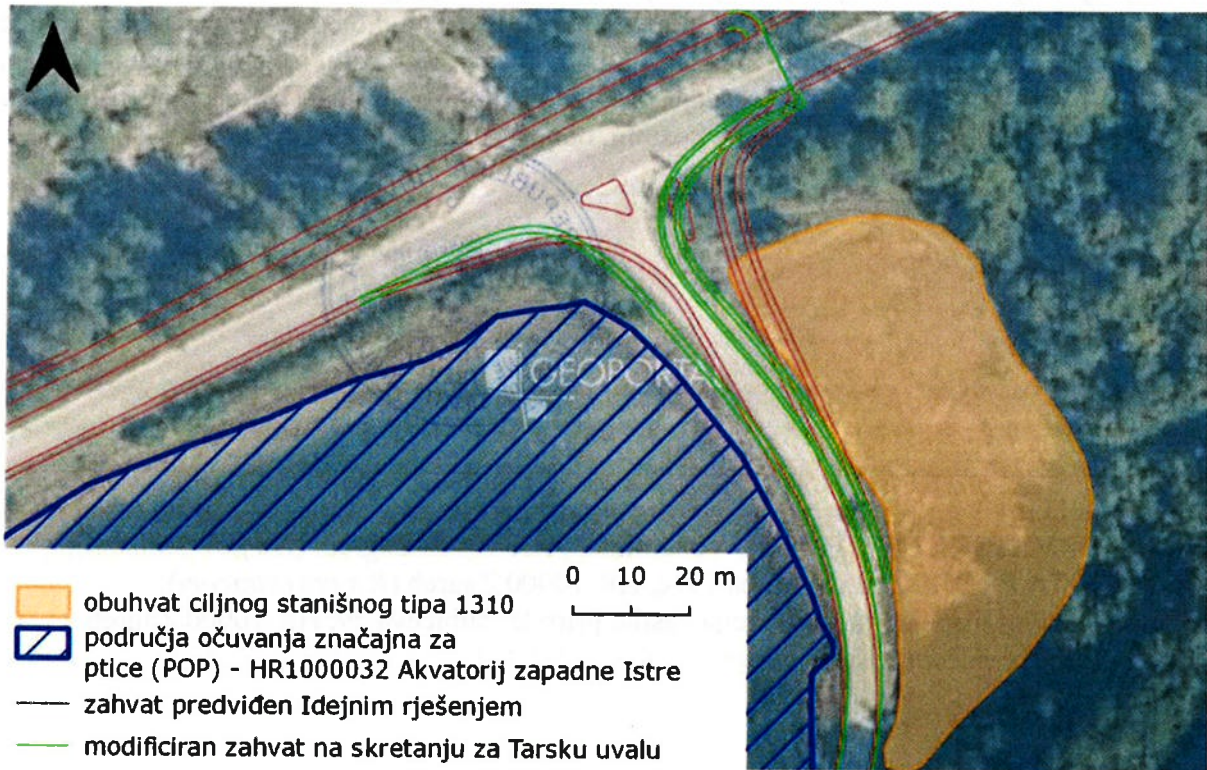 GEOPORTAL
0 10 20 m
obuhvat ciljnog stanišnog tipa 1310
područja očuvanja značajna za
ptice (POP) - HR1000032 Akvatorij zapadne Istre
zahvat predviđen Idejnim rješenjem
modificiran zahvat na skretanju za Tarsku uvalu